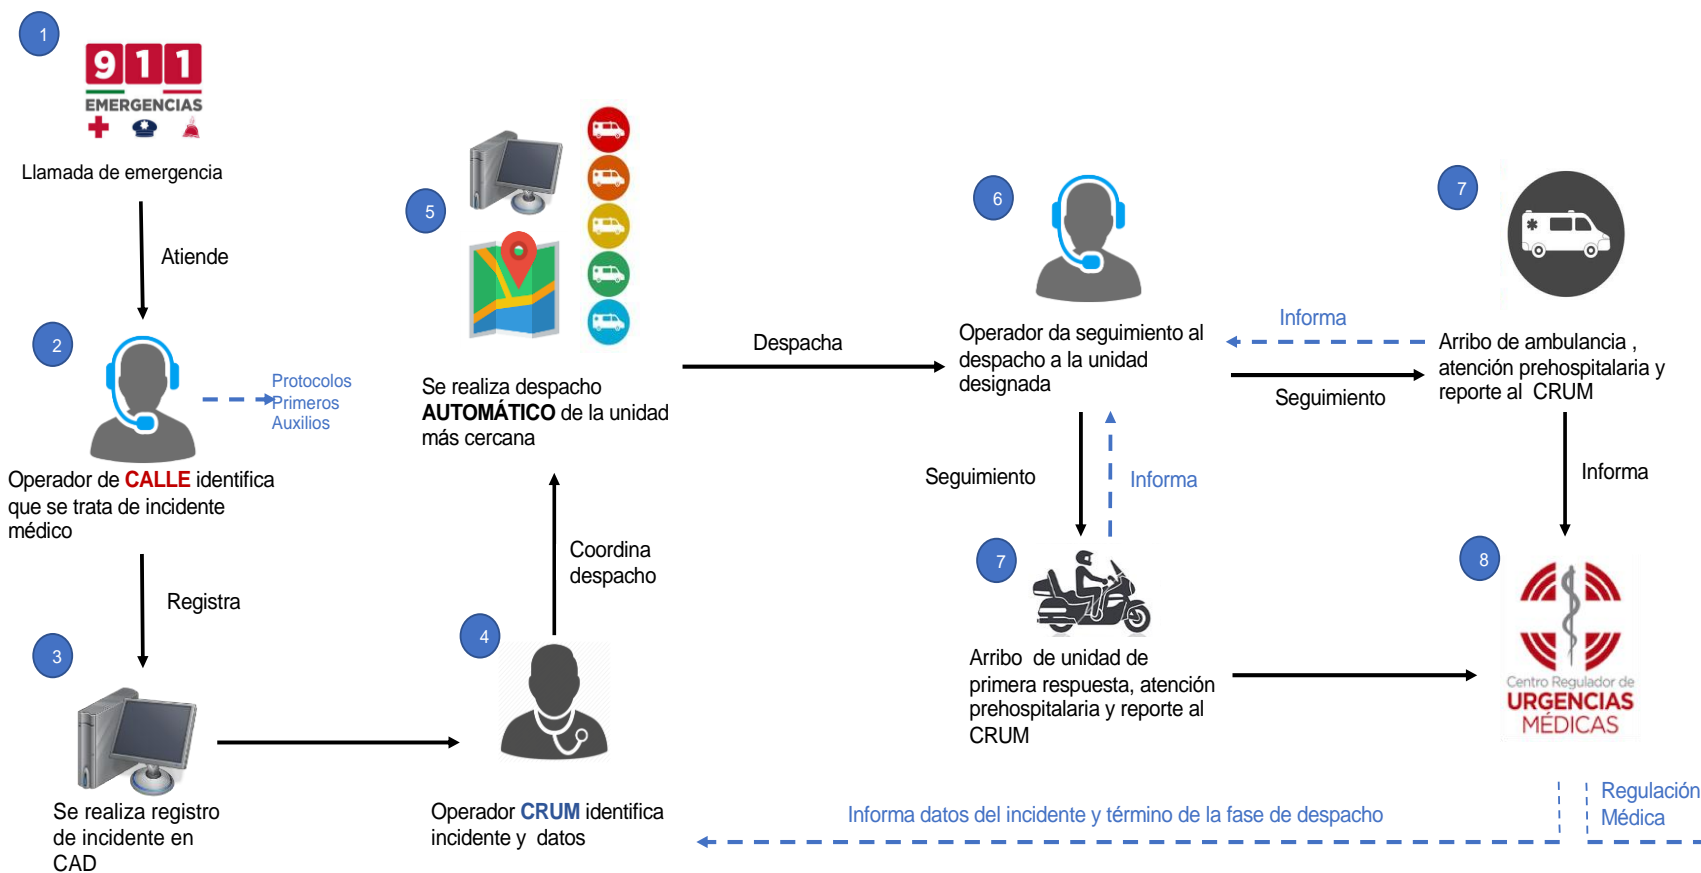 1
911
EMERGENCIAS
Llamada de emergencia
Atiende
2
Protocolos
Primeros
Auxilios
Operador de CALLE identifica
que se trata de incidente
médico
Registra
3
Se realiza registro
de incidente en
CAD
4
Operador CRUM identifica
incidente y datos
Coordina
despacho
5
Se realiza despacho
AUTOMÁTICO de la unidad
más cercana
Despacha
6
Operador da seguimiento al
despacho a la unidad
designada
Informa
Seguimiento
7
Arribo de ambulancia ,
atención prehospitalaria y
reporte al CRUM
Seguimiento
Informa
7
Arribo de unidad de
primera respuesta, atención
prehospitalaria y reporte al
CRUM
Informa
8
Centro Regulador de
URGENCIAS
MÉDICAS
Regulación
Médica
Informa datos del incidente y término de la fase de despacho